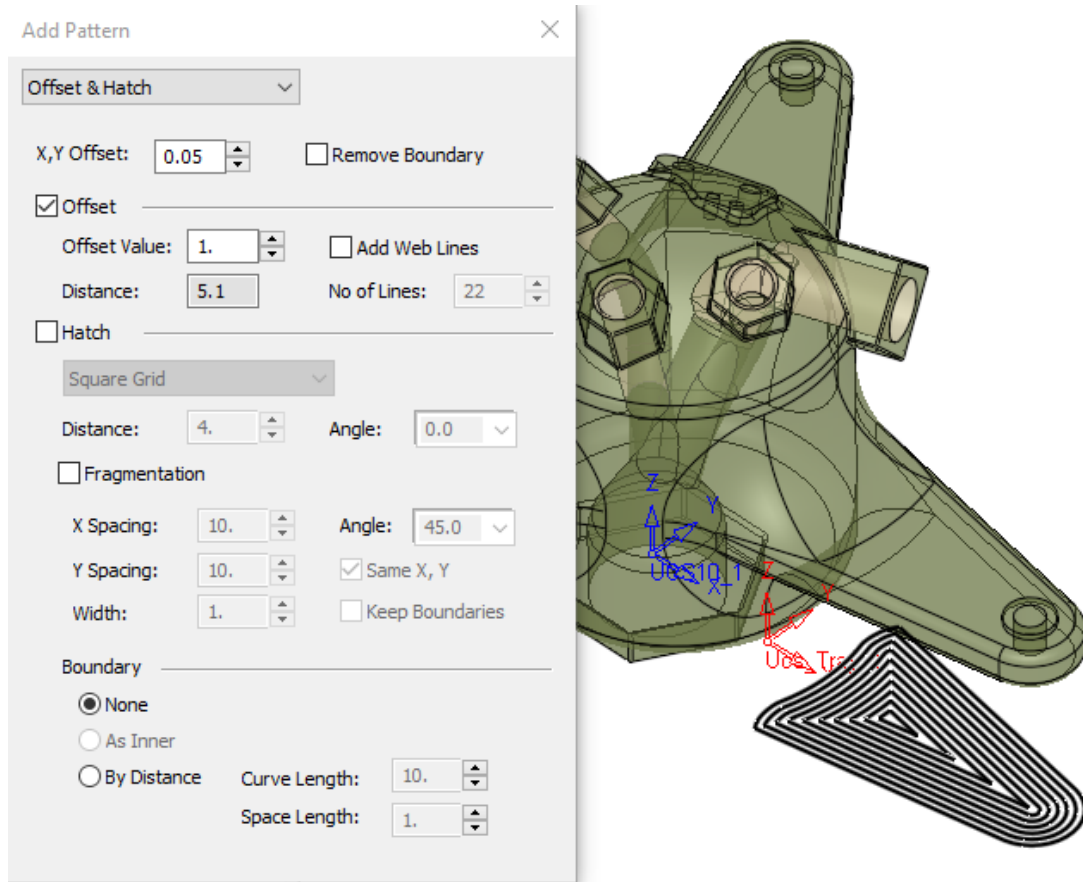 Add Pattern
Offset & Hatch
X,Y Offset: 0.05 Remove Boundary
Offset
Offset Value: 1. Add Web Lines
Distance: 5.1 No of Lines: 22
Hatch
Square Grid
Distance: 4. Angle: 0.0
Fragmentation
X Spacing: 10. Angle: 45.0
Y Spacing: 10. Same X, Y
Width: 1. Keep Boundaries
Boundary
None
As Inner
By Distance Curve Length: 10.
Space Length: 1.
Z
Y
X
Z
Y